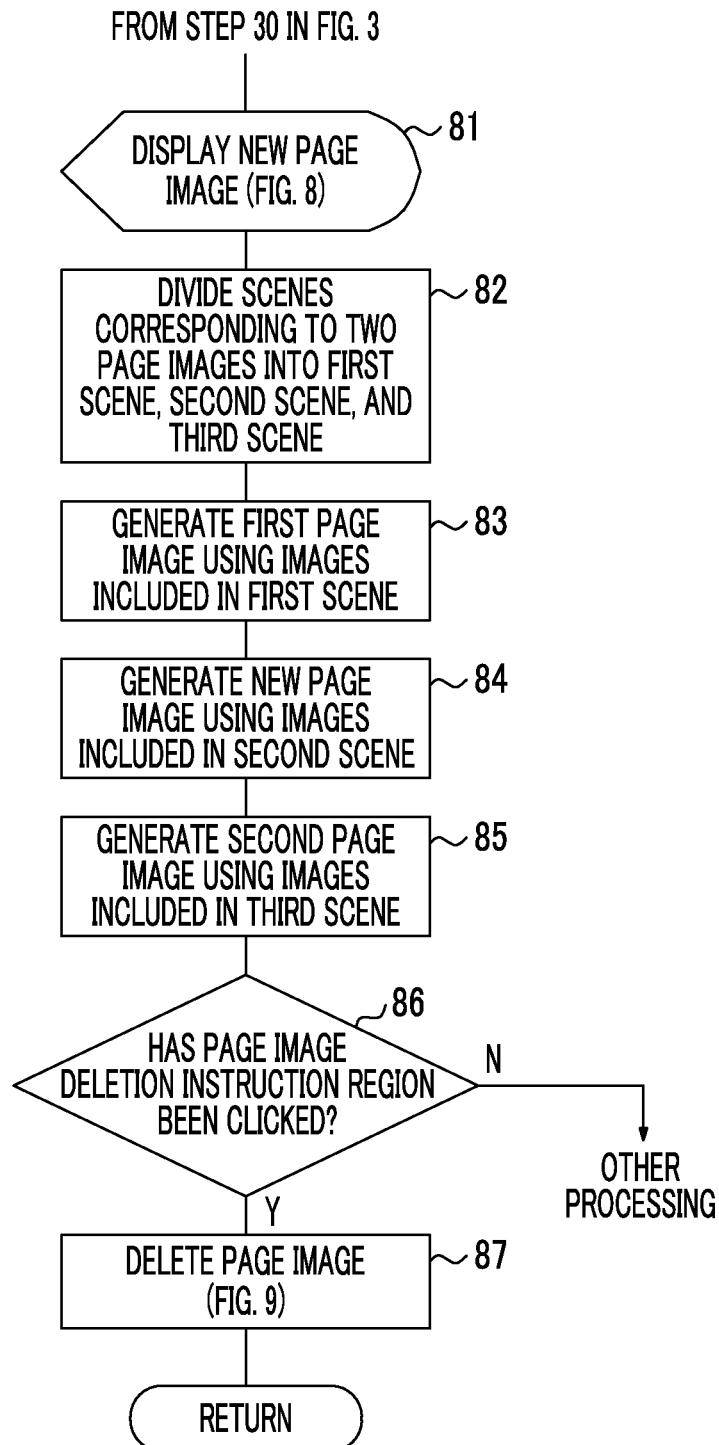 FROM STEP 30 IN FIG. 3
81
DISPLAY NEW PAGE
IMAGE (FIG. 8)
82
DIVIDE SCENES
CORRESPONDING TO TWO
PAGE IMAGES INTO FIRST
SCENE, SECOND SCENE, AND
THIRD SCENE
83
GENERATE FIRST PAGE
IMAGE USING IMAGES
INCLUDED IN FIRST SCENE
84
GENERATE NEW PAGE
IMAGE USING IMAGES
INCLUDED IN SECOND SCENE
85
GENERATE SECOND PAGE
IMAGE USING IMAGES
INCLUDED IN THIRD SCENE
86
HAS PAGE IMAGE
DELETION INSTRUCTION REGION
BEEN CLICKED?
N
OTHER
PROCESSING
Y
87
DELETE PAGE IMAGE
(FIG. 9)
RETURN